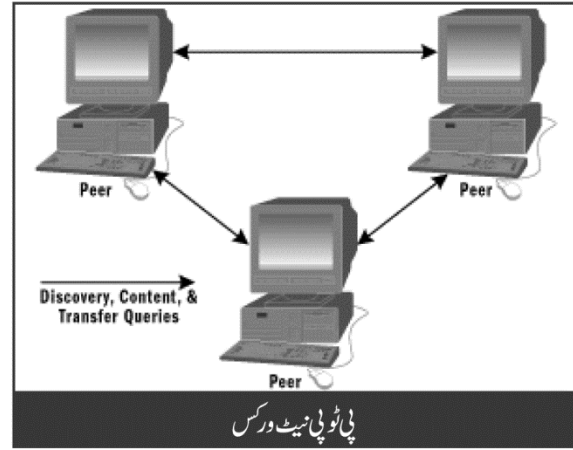 Peer
Peer
Discovery, Content, &
Transfer Queries
Peer
پی ٹو پی نیٹ ورکس